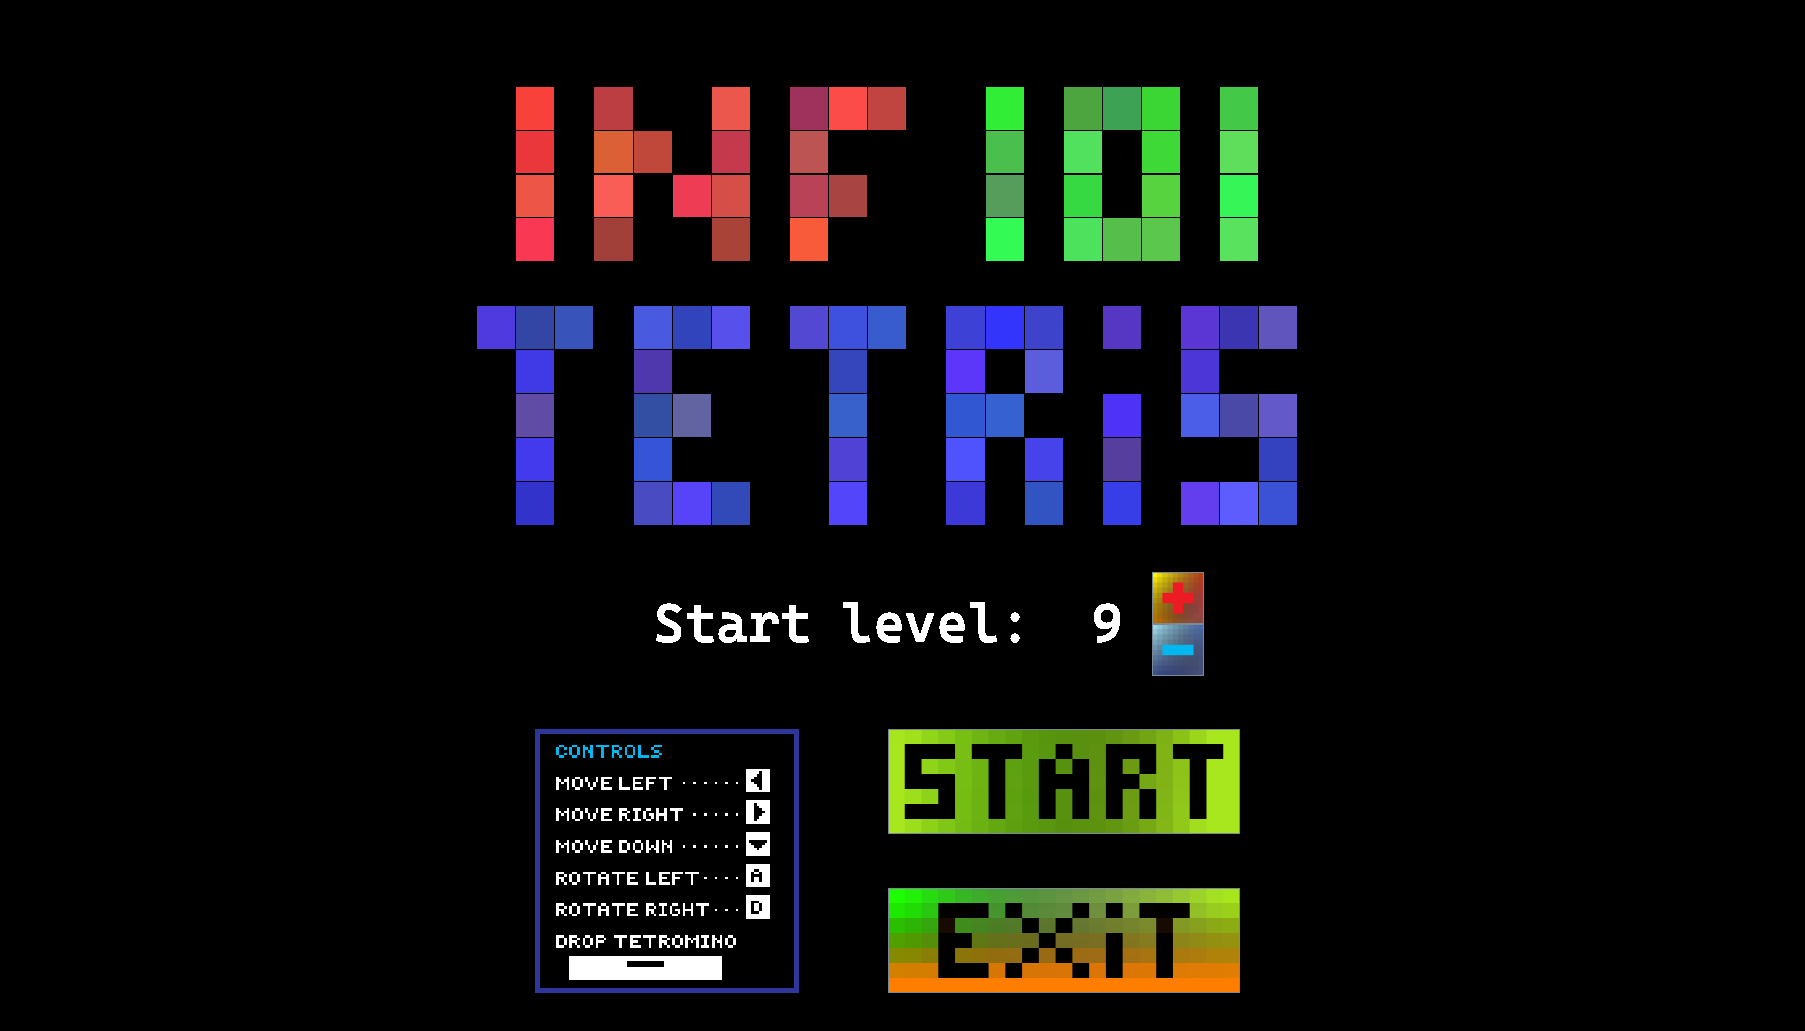 INF 101
TETRiS
Start level: 9
+
-
CONTROLS
MOVE LEFT ······
MOVE RIGHT ·····
MOVE DOWN ······
ROTATE LEFT ···· A
ROTATE RIGHT ··· D
DROP TETROMINO
START
EXiT